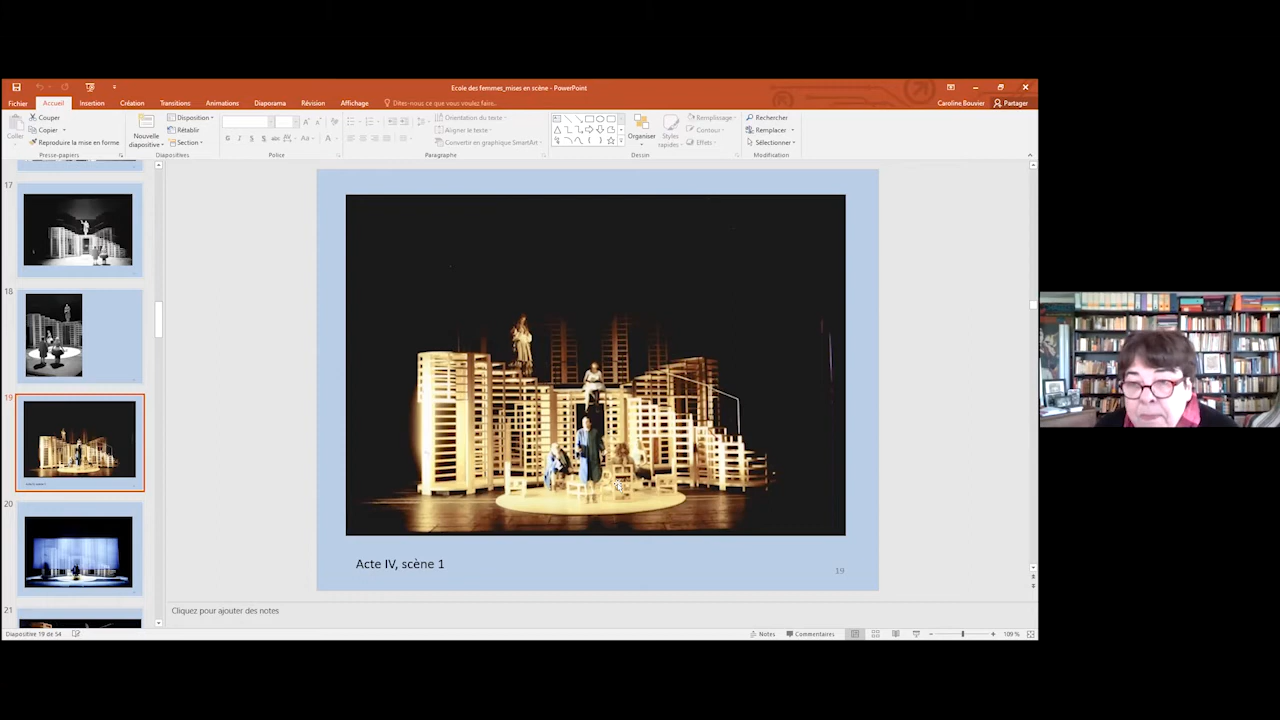 Ecole des femmes_mises en scène - PowerPoint
Fichier Accueil Insertion Création Transitions Animations Diaporama Révision Affichage Dites-nous ce que vous voulez faire... Caroline Bouvier Partager
Coller
Couper
Copier
Reproduire la mise en forme
Presse-papiers
Nouvelle diapositive
Disposition
Rétablir
Section
Diapositives
G I S S
Aa
A
Police
Orientation du texte
Aligner le texte
Convertir en graphique SmartArt
Paragraphe
Organiser
Styles rapides
Remplissage
Contour
Effets
Dessin
Rechercher
Remplacer
Sélectionner
Modification
17
18
19
20
21
Acte IV, scène 1
19
Cliquez pour ajouter des notes
Diapositive 19 de 54
Notes Commentaires 109 %